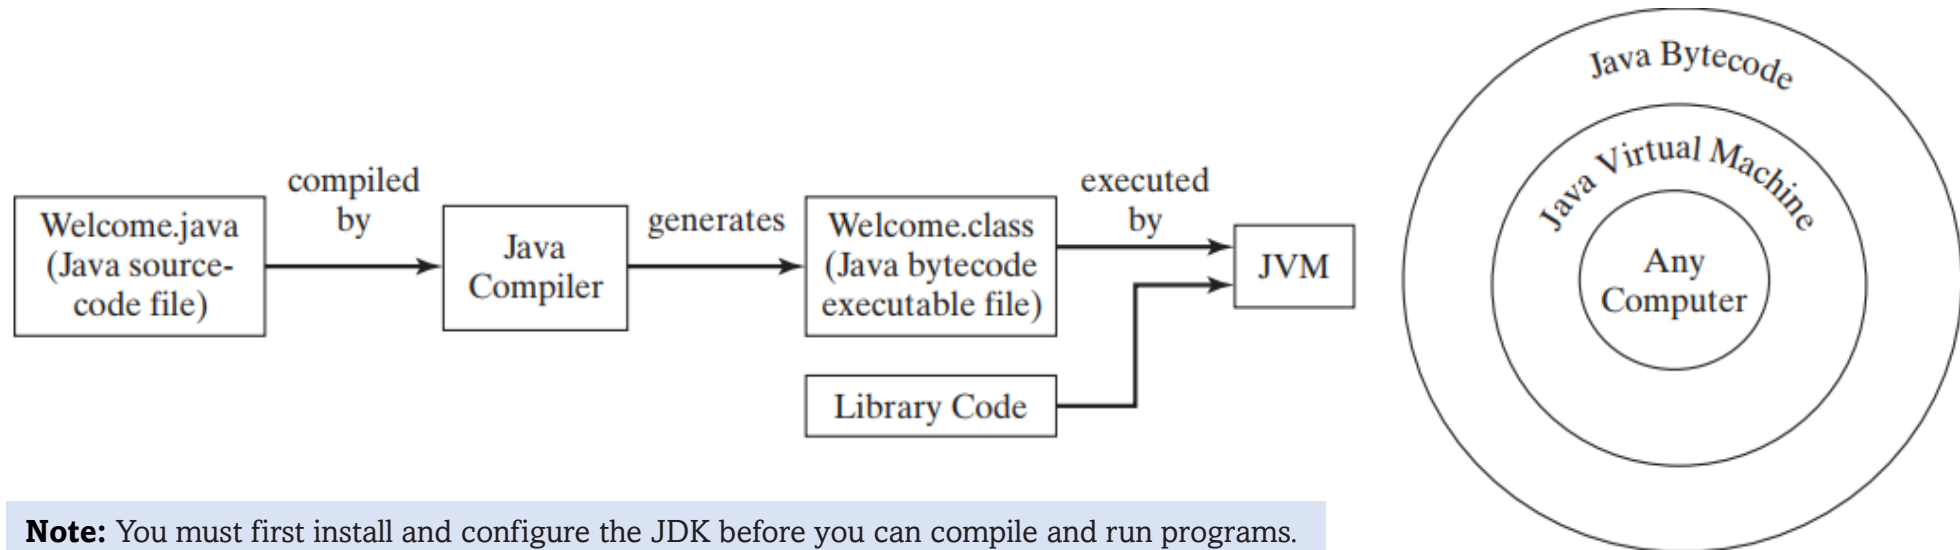 Welcome.java
(Java source-
code file)
compiled
by
Java
Compiler
generates
Welcome.class
(Java bytecode
executable file)
executed
by
JVM
Library Code
Java Bytecode
Java Virtual Machine
Any
Computer
Note: You must first install and configure the JDK before you can compile and run programs.